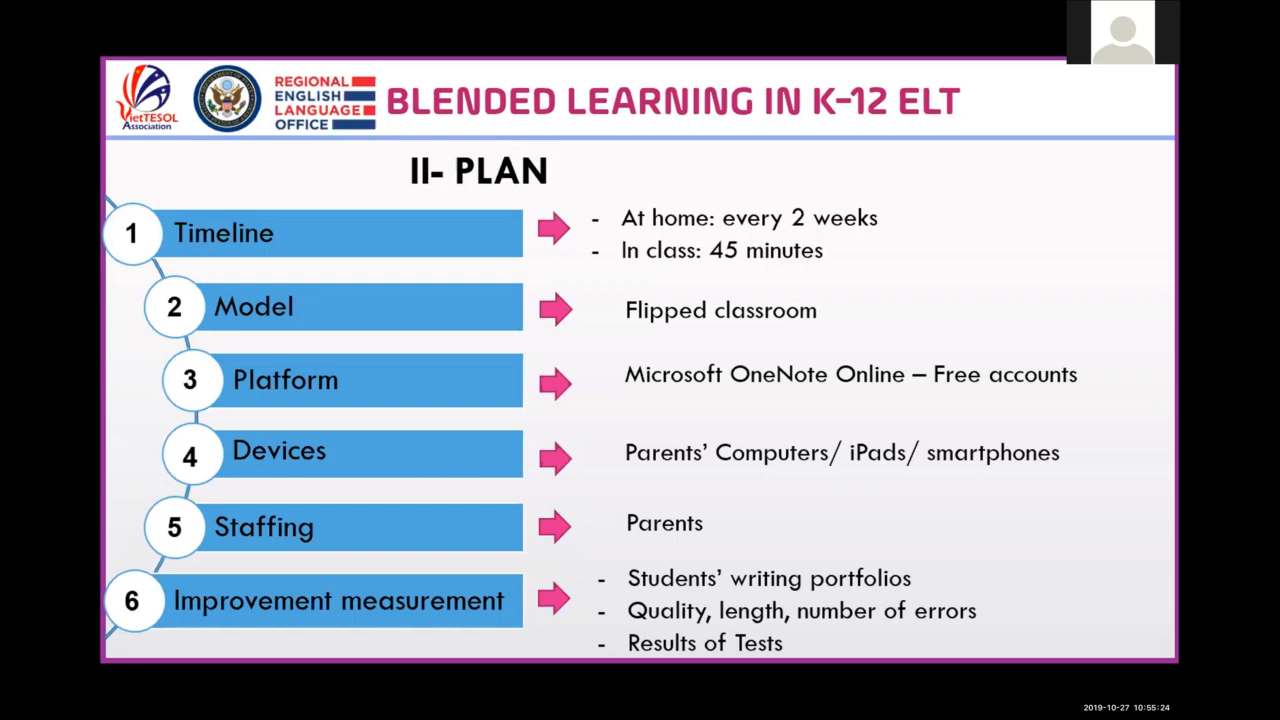 VietTESOL
Association
REGIONAL
ENGLISH
LANGUAGE
OFFICE
BLENDED LEARNING IN K-12 ELT
II- PLAN
1 Timeline
- At home: every 2 weeks
- In class: 45 minutes
2 Model
Flipped classroom
3 Platform
Microsoft OneNote Online – Free accounts
4 Devices
Parents' Computers/ iPads/ smartphones
5 Staffing
Parents
6 Improvement measurement
- Students' writing portfolios
- Quality, length, number of errors
- Results of Tests
2019-10-27 10:55:24